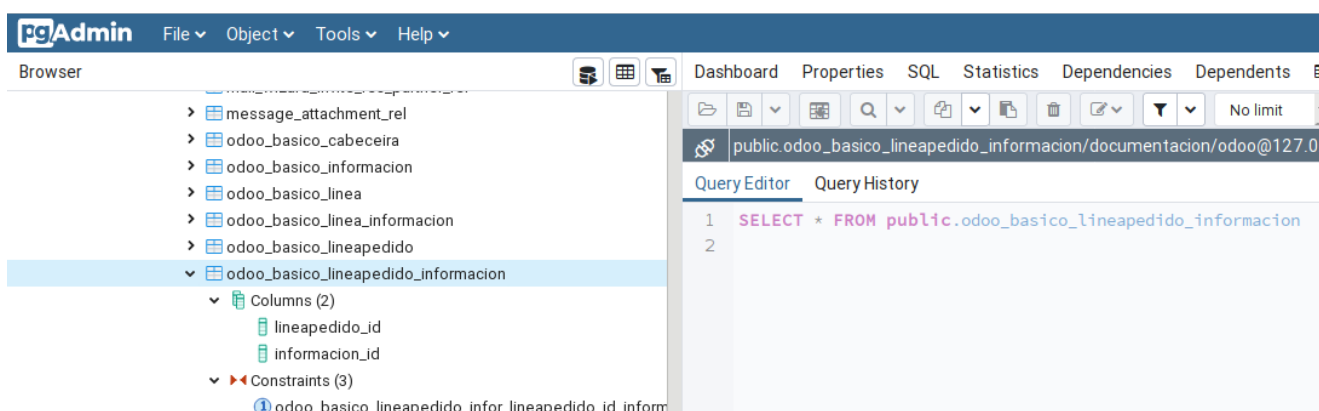 pgAdmin File Object Tools Help
Browser
Dashboard Properties SQL Statistics Dependencies Dependents
message_attachment_rel
odoo_basico_cabeceira
odoo_basico_informacion
odoo_basico_linea
odoo_basico_linea_informacion
odoo_basico_lineapedido
odoo_basico_lineapedido_informacion
Columns (2)
lineapedido_id
informacion_id
Constraints (3)
odoo_basico_lineapedido_infor_lineapedido_id_inform
No limit
public.odoo_basico_lineapedido_informacion/documentacion/odoo@127.0
Query Editor Query History
1 SELECT * FROM public.odoo_basico_lineapedido_informacion
2